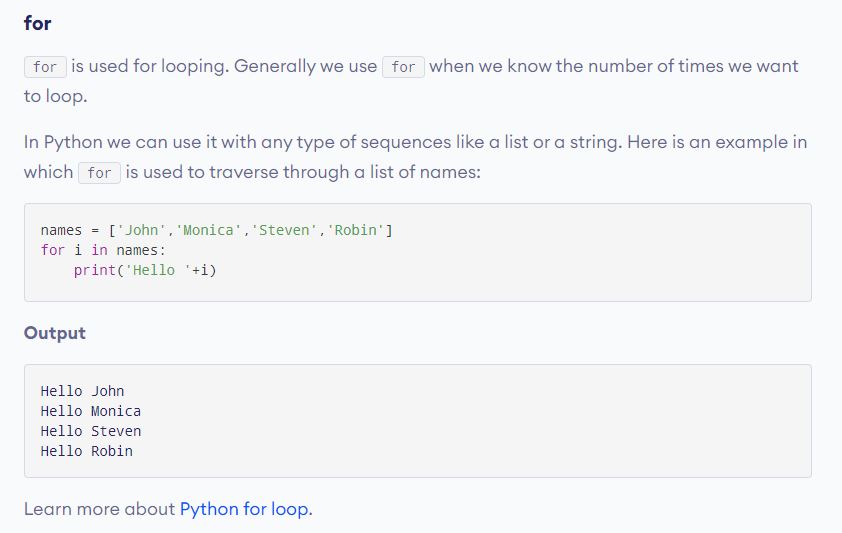 for
for is used for looping. Generally we use for when we know the number of times we want
to loop.
In Python we can use it with any type of sequences like a list or a string. Here is an example in
which for is used to traverse through a list of names:
names = ['John','Monica','Steven','Robin']
for i in names:
    print('Hello '+i)
Output
Hello John
Hello Monica
Hello Steven
Hello Robin
Learn more about Python for loop.